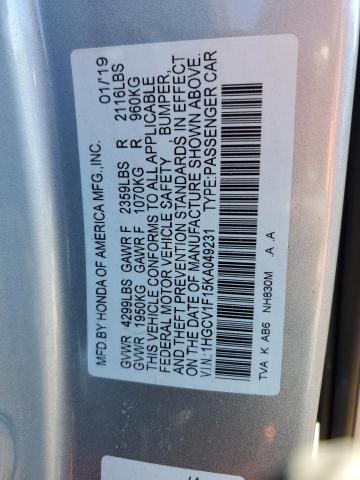 MFD.BY HONDA OF AMERICA MFG.,INC. 01/'19
GVWR 4299LBS GAWR F 2359LBS R 2116LBS
GVWR 1950KG GAWR F 1070KG R 960KG
THIS VEHICLE CONFORMS TO ALL APPLICABLE
FEDERAL MOTOR VEHICLE SAFETY , BUMPER,
AND THEFT PREVENTION STANDARDS IN EFFECT
ON THE DATE OF MANUFACTURE SHOWN ABOVE.
V.I.N.:1HGCV1F15KA049231 TYPE:PASSENGER CAR
TVA K AB6 NH830M .A .A